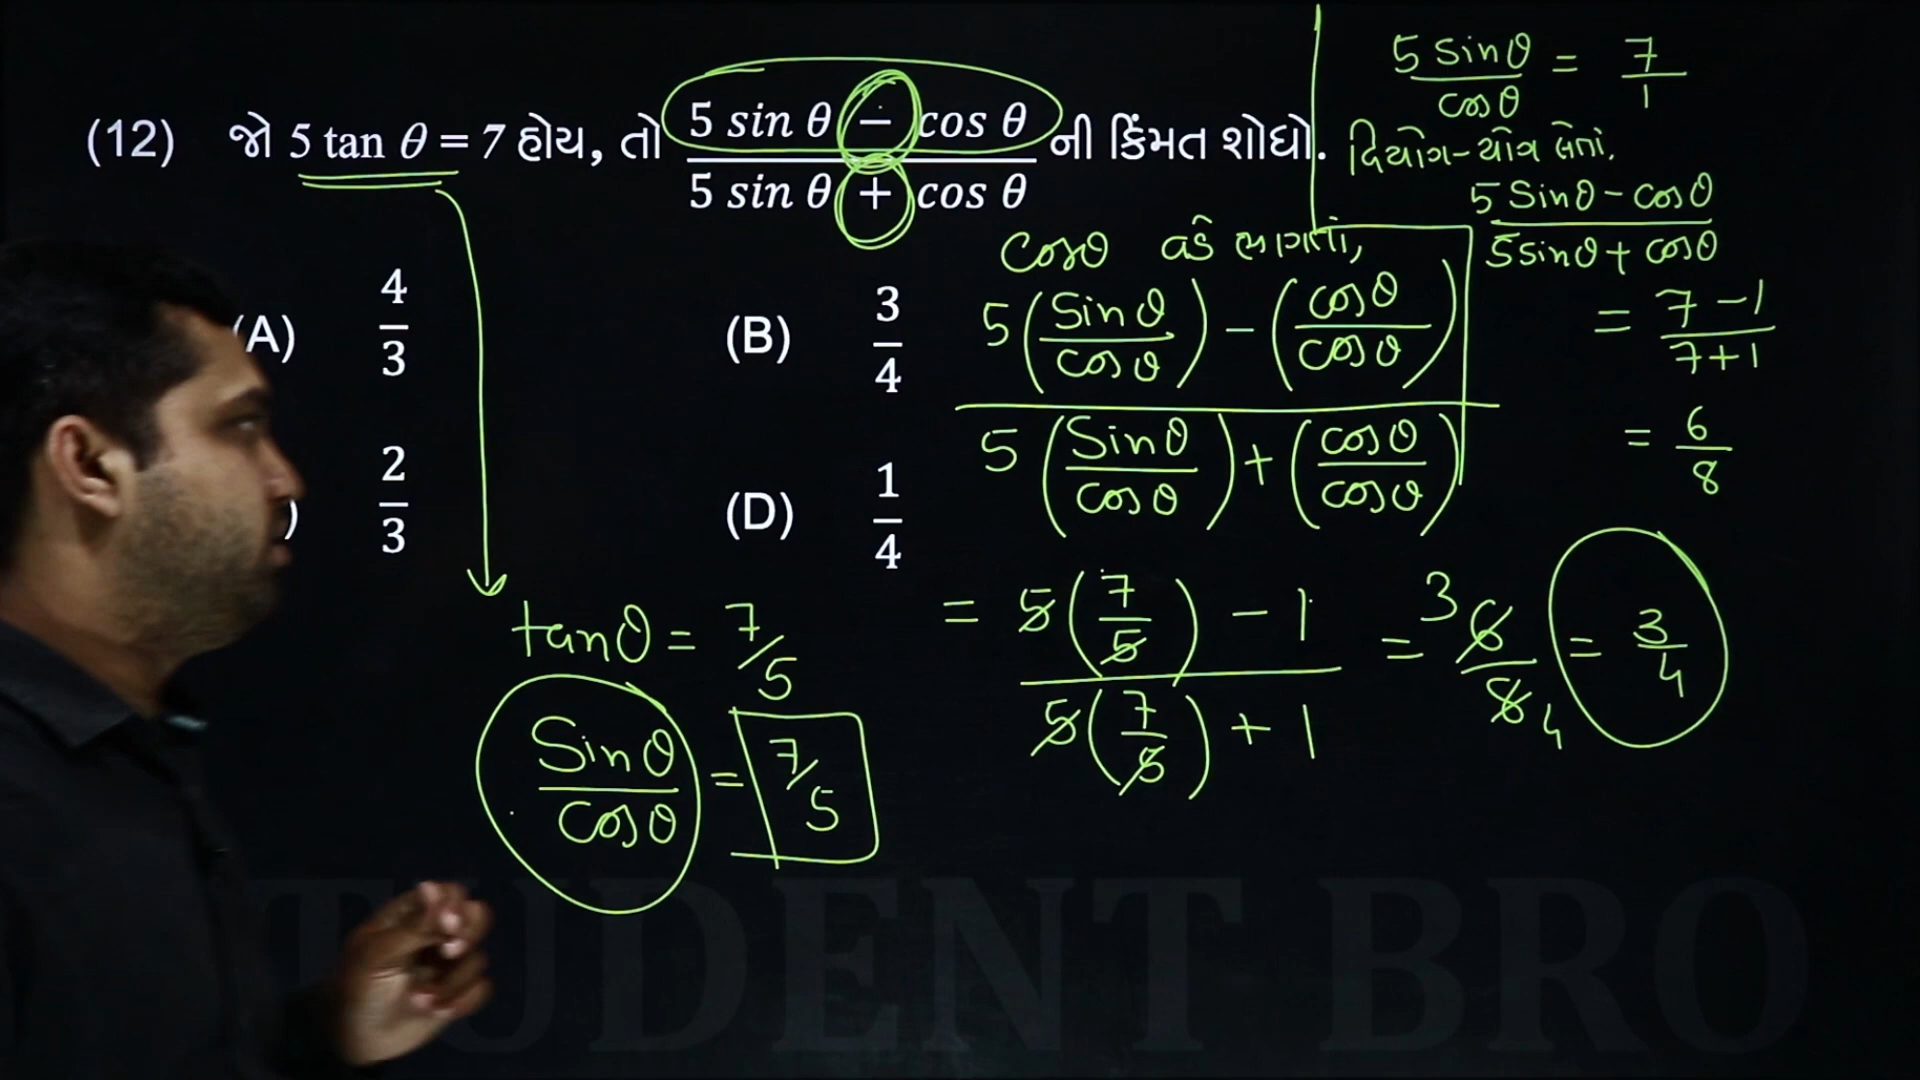 (12) જો 5 tan θ = 7 હોય, તો (5 sin θ − cos θ)/(5 sin θ + cos θ) ની કિંમત શોધો.
(A) 4/3
(B) 3/4
) 2/3
(D) 1/4
tanθ = 7/5
Sinθ/cosθ = 7/5
cosθ વડે ભાગતાં,
5(Sinθ/cosθ) − (cosθ/cosθ)
5(Sinθ/cosθ) + (cosθ/cosθ)
= 5(7/5) − 1 / 5(7/5) + 1 = 6/8 = 3/4
3
4
5 Sinθ/cosθ = 7/1
વિયોગ-યોગ લેતાં,
5 Sinθ − cosθ
5 sinθ + cosθ
= 7 − 1 / 7 + 1
= 6/8
TUDENT BRO